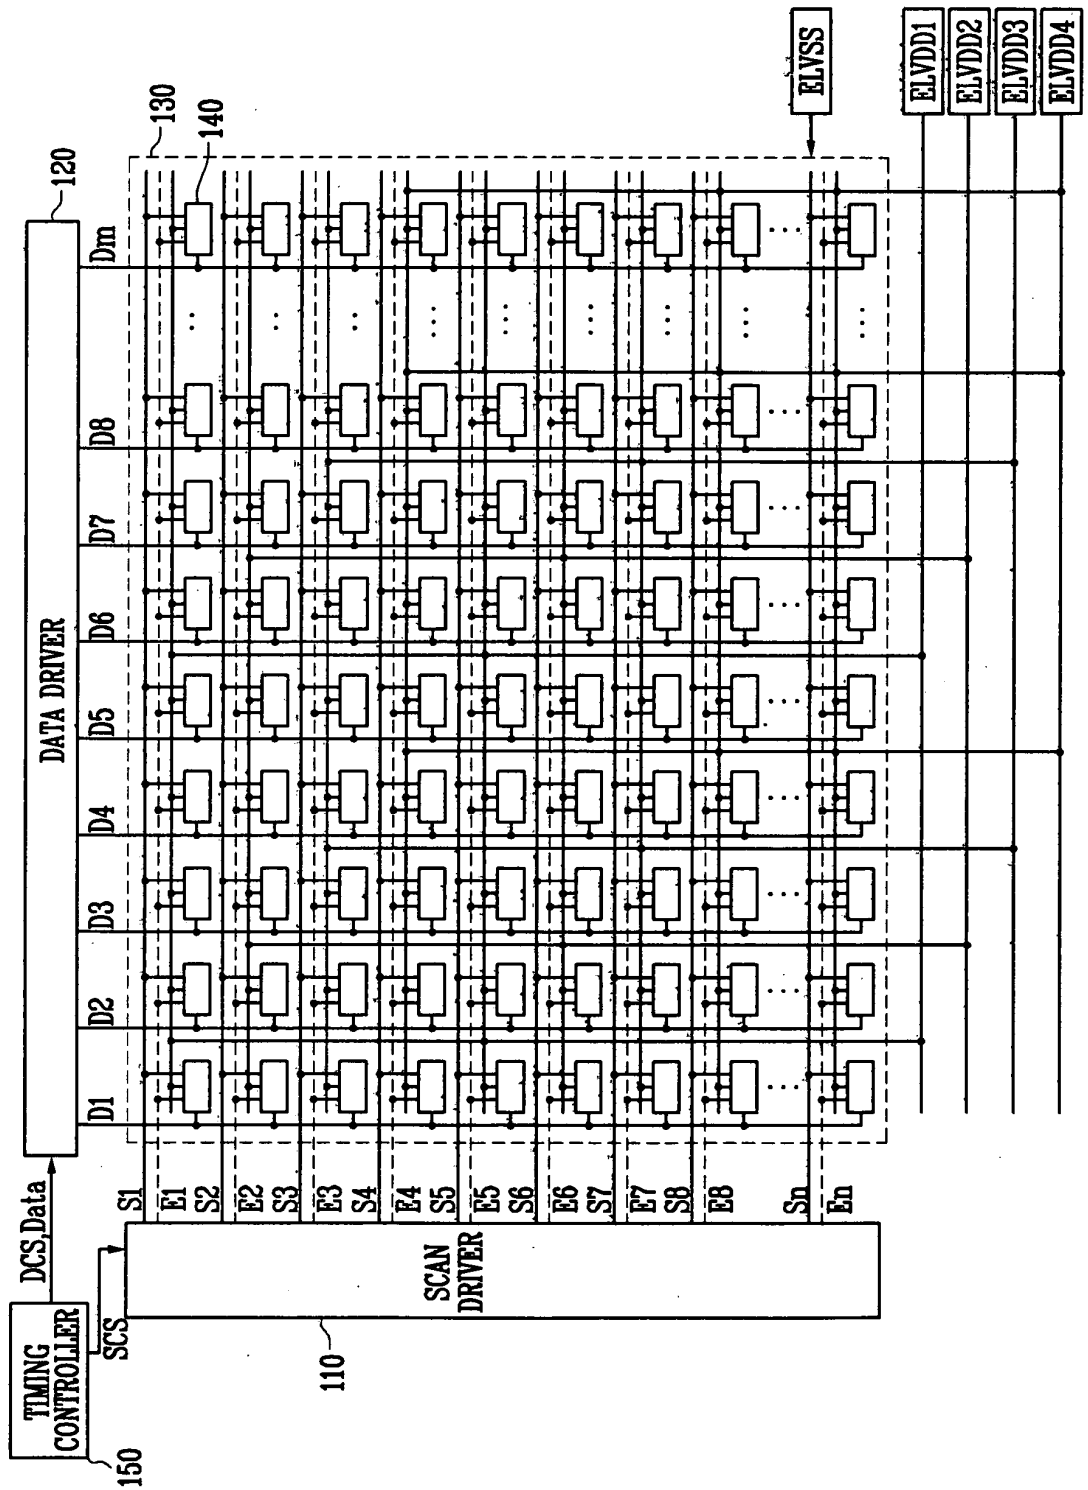 120
DATA DRIVER
DCS,Data
TIMING
CONTROLLER
150
SCS
D1
D2
D3
D4
D5
D6
D7
D8
Dm
130
140
S1
E1
S2
E2
S3
E3
S4
E4
S5
E5
S6
E6
S7
E7
S8
E8
Sn
En
SCAN
DRIVER
110
ELVSS
ELVDD1
ELVDD2
ELVDD3
ELVDD4